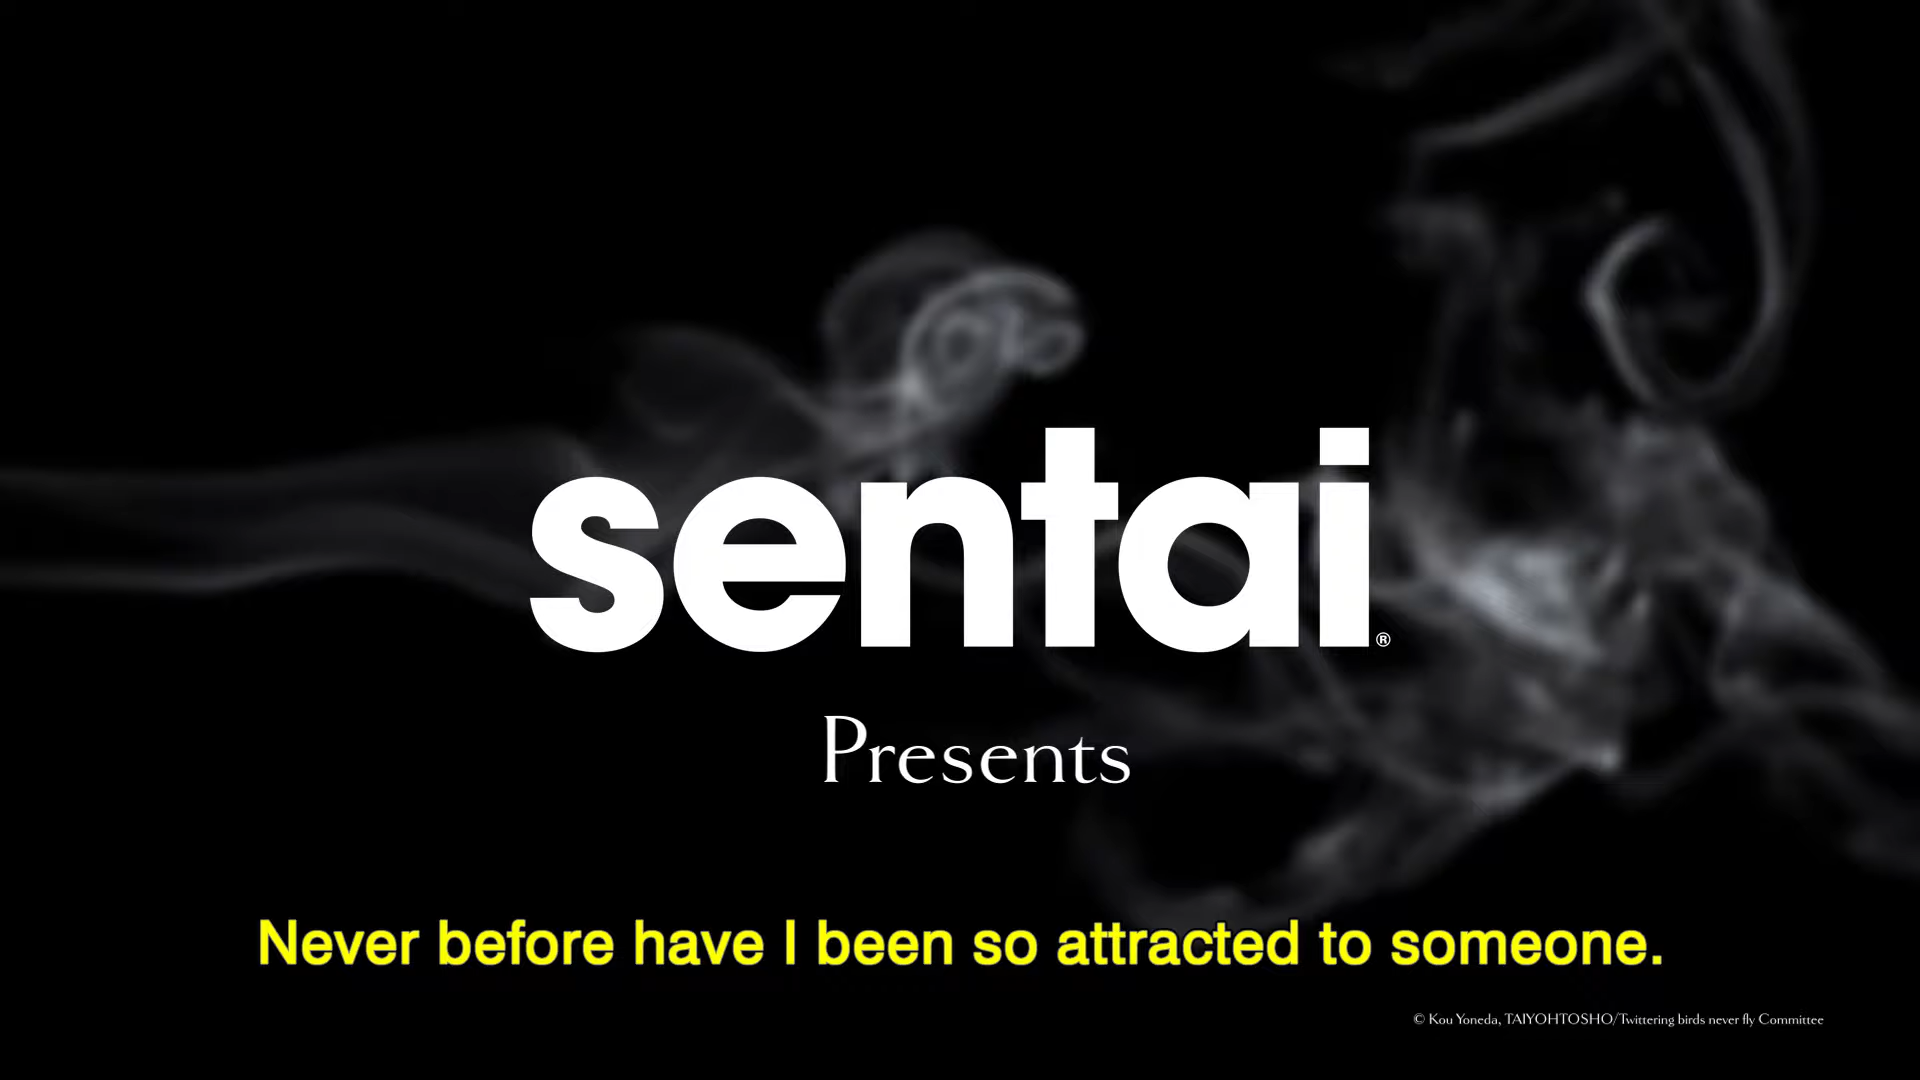 sentai®
Presents
Never before have I been so attracted to someone.
© Kou Yoneda, TAIYOHTOSHO/Twittering birds never fly Committee